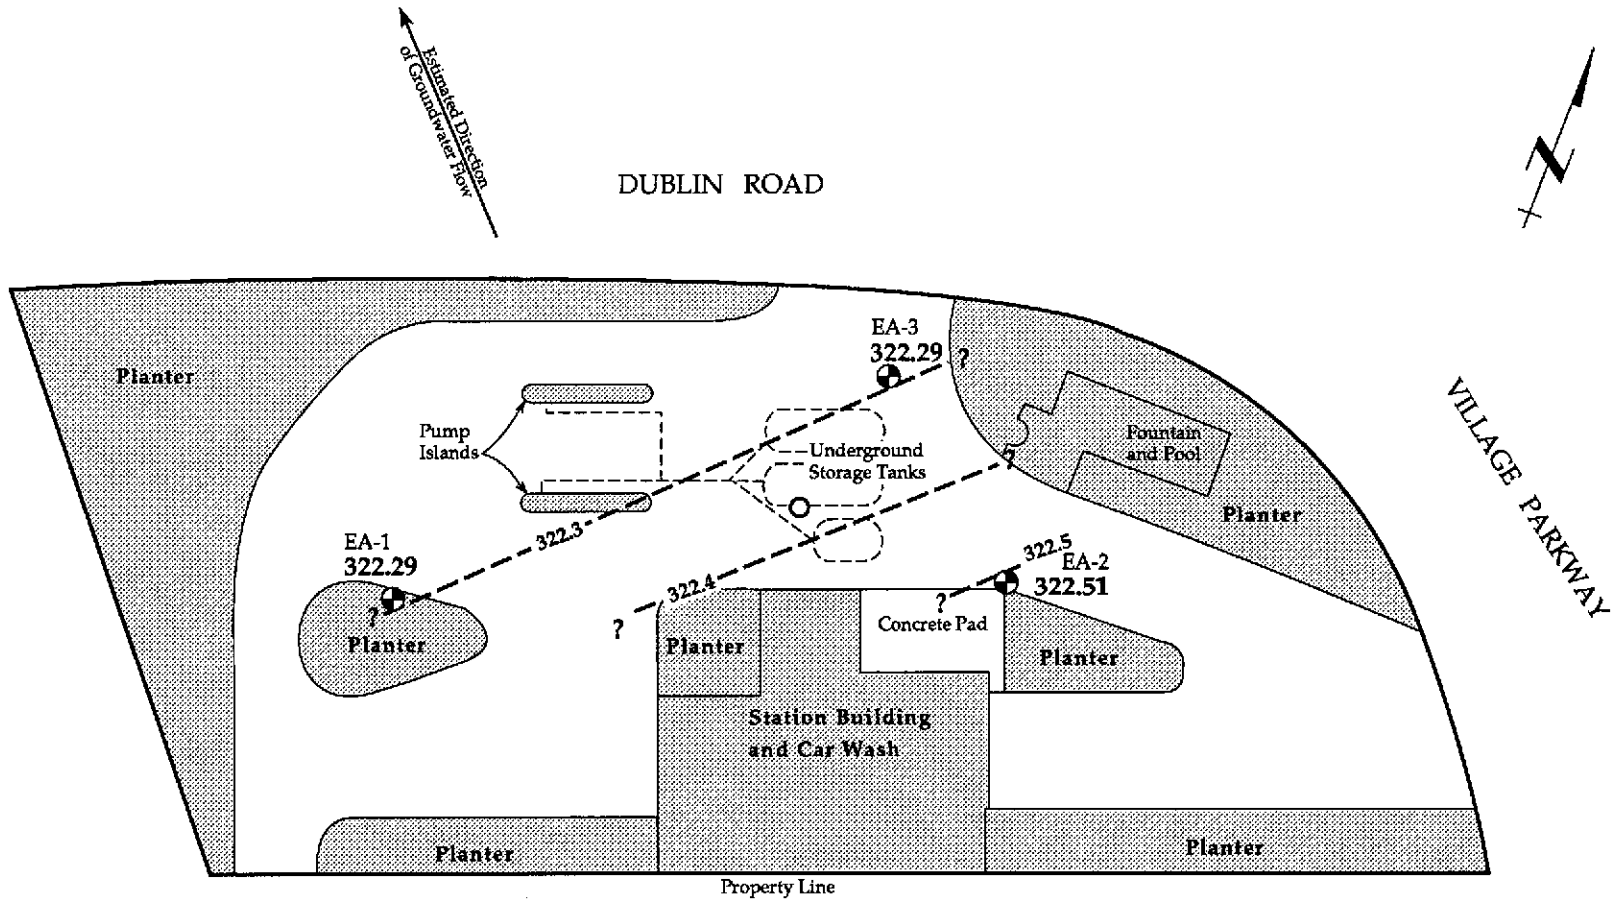 Estimated Direction
of Groundwater Flow
DUBLIN ROAD
N
VILLAGE PARKWAY
EA-3
322.29
?
Planter
Pump
Islands
Underground
Storage Tanks
Fountain
and Pool
?
Planter
322.3
EA-1
322.29
?
Planter
322.4
?
Planter
322.5
EA-2
322.51
?
Concrete Pad
Planter
Station Building
and Car Wash
Planter
Planter
Property Line